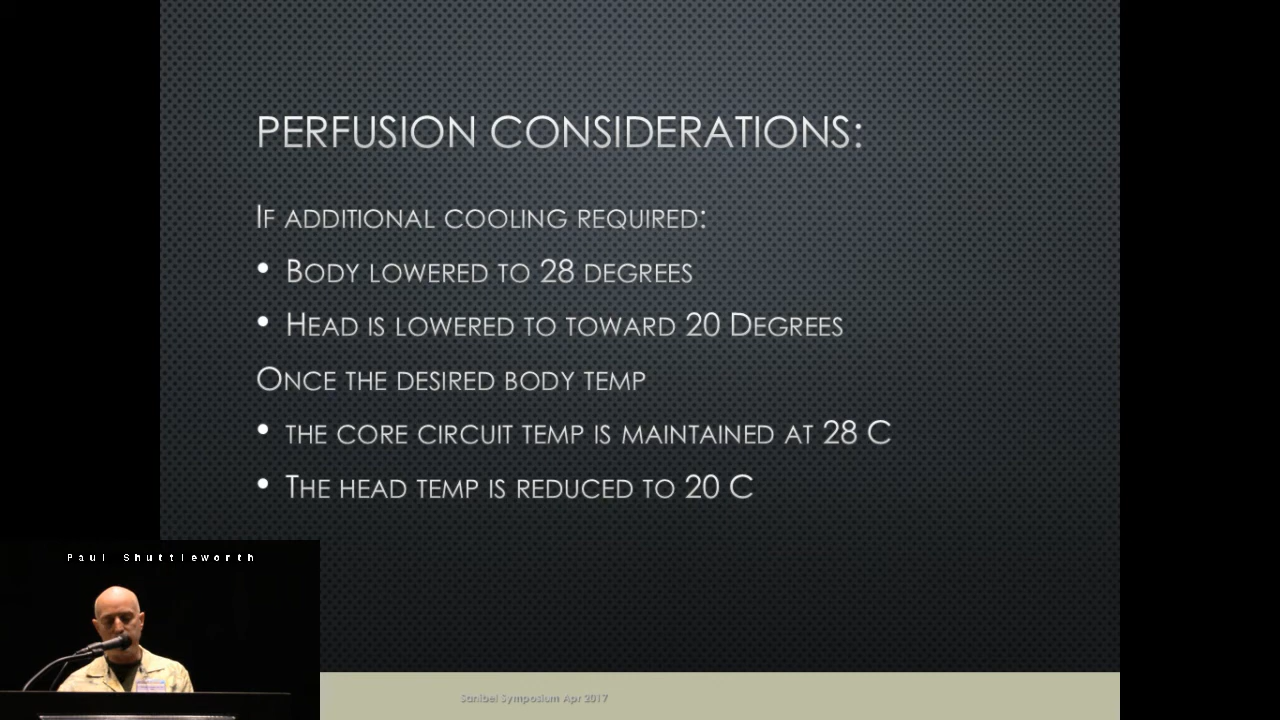 PERFUSION CONSIDERATIONS:
IF ADDITIONAL COOLING REQUIRED:
• BODY LOWERED TO 28 DEGREES
• HEAD IS LOWERED TO TOWARD 20 DEGREES
ONCE THE DESIRED BODY TEMP
• THE CORE CIRCUIT TEMP IS MAINTAINED AT 28 C
• THE HEAD TEMP IS REDUCED TO 20 C
Paul Shuttleworth
Sanibel Symposium Apr 2017